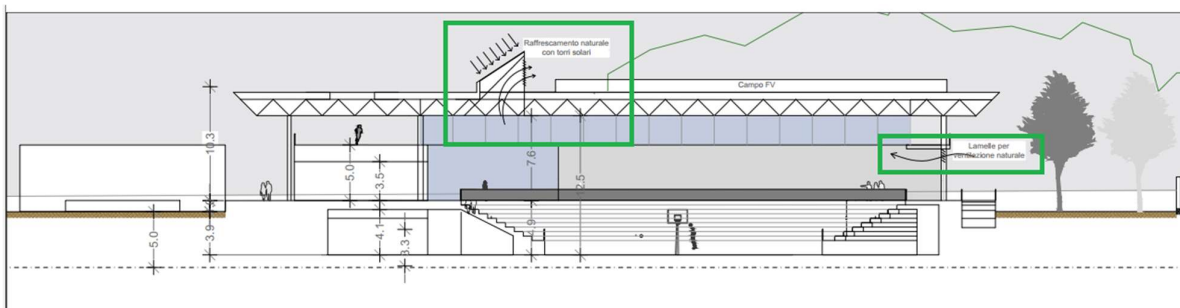 Raffrescamento naturale
con torri solari
Campo FV
Lamelle per
ventilazione naturale
10.3
5.0
3.5
7.6
12.5
5.0
3.9
4.1
3.3
4.9